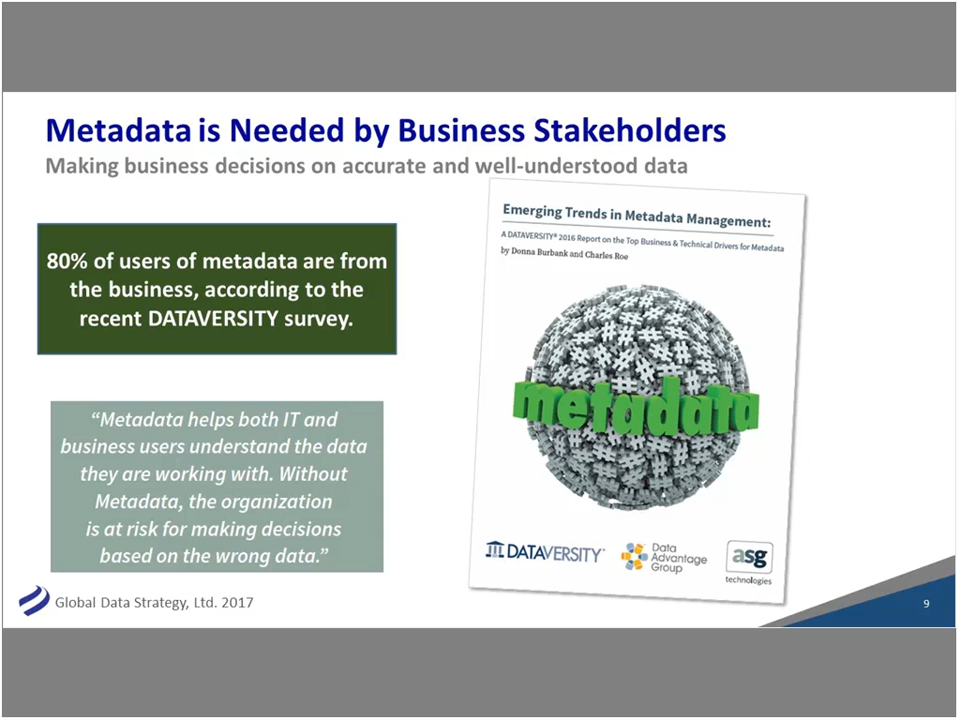 Metadata is Needed by Business Stakeholders
Making business decisions on accurate and well-understood data
80% of users of metadata are from
the business, according to the
recent DATAVERSITY survey.
“Metadata helps both IT and
business users understand the data
they are working with. Without
Metadata, the organization
is at risk for making decisions
based on the wrong data.”
Emerging Trends in Metadata Management:
A DATAVERSITY® 2016 Report on the Top Business & Technical Drivers for Metadata
by Donna Burbank and Charles Roe
metadata
DATAVERSITY
Data
Advantage
Group
asg
technologies
Global Data Strategy, Ltd. 2017
9